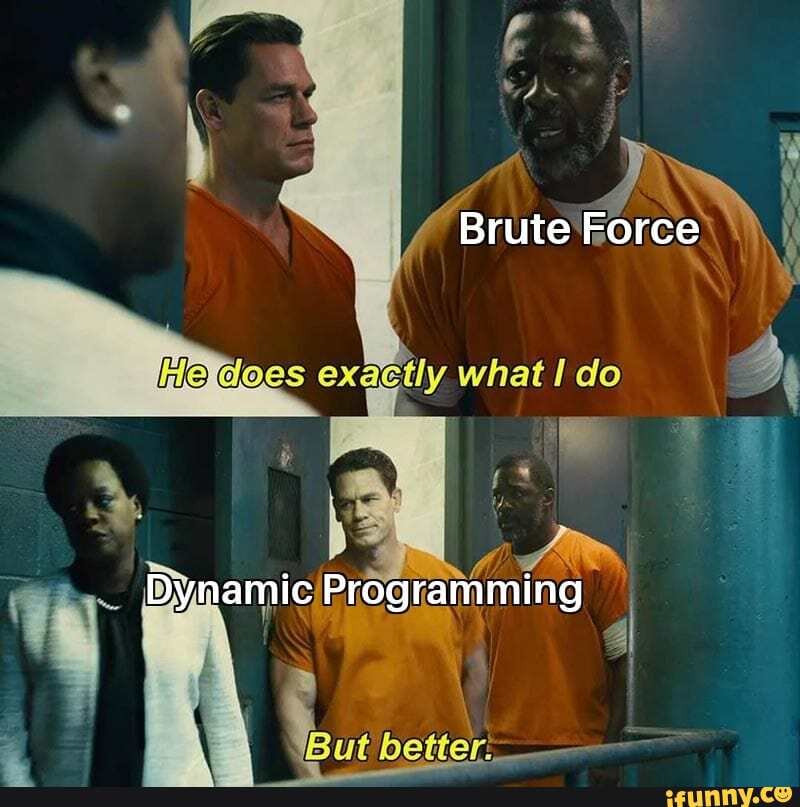 Brute Force
He does exactly what I do
Dynamic Programming
But better.
ifunny.co